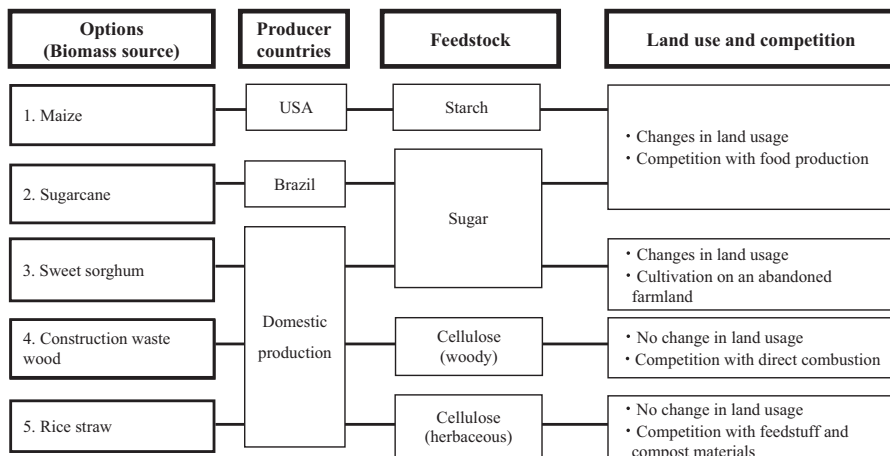 Options
(Biomass source)
Producer
countries
Feedstock
Land use and competition
1. Maize
USA
Starch
・Changes in land usage
・Competition with food production
2. Sugarcane
Brazil
Sugar
3. Sweet sorghum
Domestic
production
・Changes in land usage
・Cultivation on an abandoned
farmland
4. Construction waste
wood
Cellulose
(woody)
・No change in land usage
・Competition with direct combustion
5. Rice straw
Cellulose
(herbaceous)
・No change in land usage
・Competition with feedstuff and
compost materials